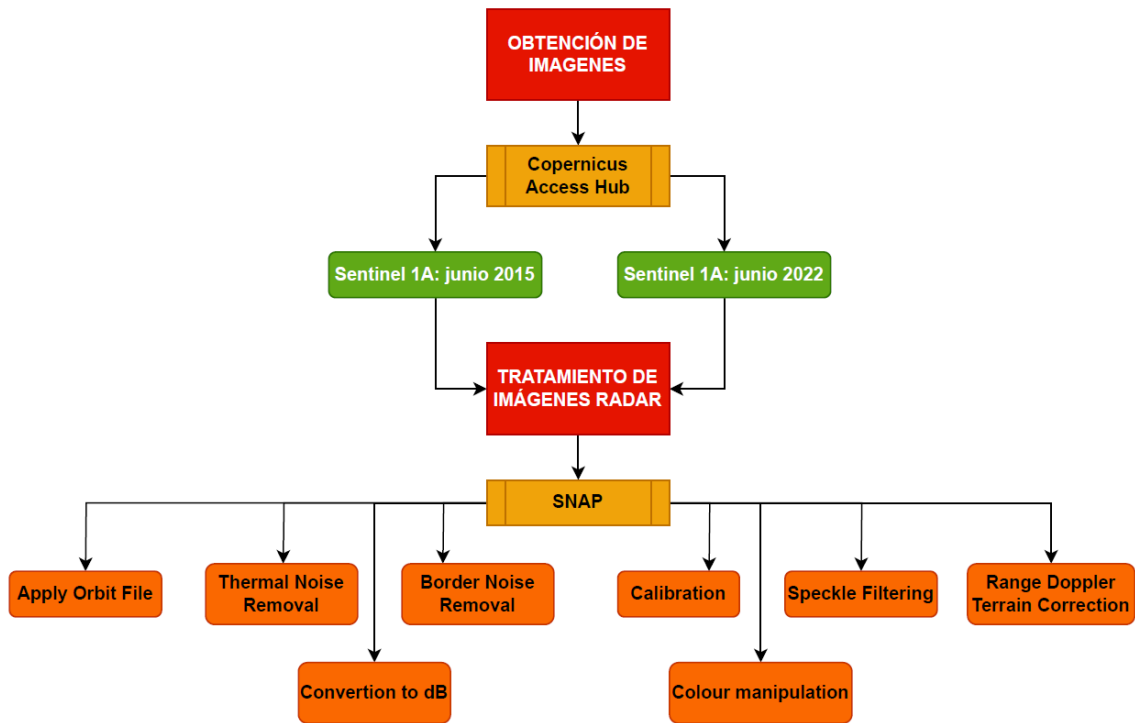 OBTENCIÓN DE
IMAGENES
Copernicus
Access Hub
Sentinel 1A: junio 2015
Sentinel 1A: junio 2022
TRATAMIENTO DE
IMÁGENES RADAR
SNAP
Apply Orbit File
Thermal Noise
Removal
Border Noise
Removal
Calibration
Speckle Filtering
Range Doppler
Terrain Correction
Convertion to dB
Colour manipulation